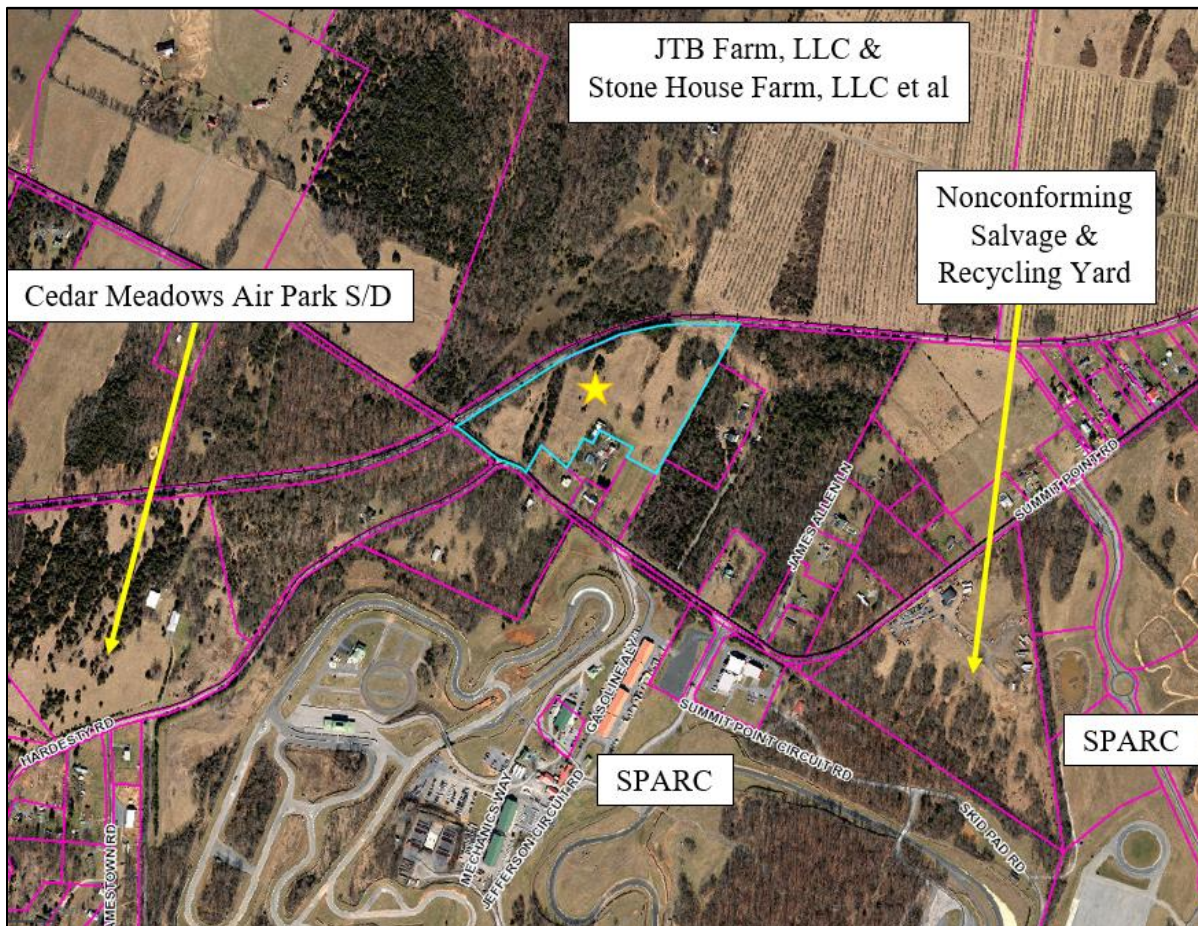 JTB Farm, LLC &
Stone House Farm, LLC et al
Nonconforming
Salvage &
Recycling Yard
Cedar Meadows Air Park S/D
JAMES ALLEN LN
SUMMIT POINT RD
GASOLINE ALY
SUMMIT POINT CIRCUIT RD
HARDESTY RD
SPARC
SPARC
MECHANICS WAY
JEFFERSON CIRCUIT RD
SKID PAD RD
AMESTOWN RD